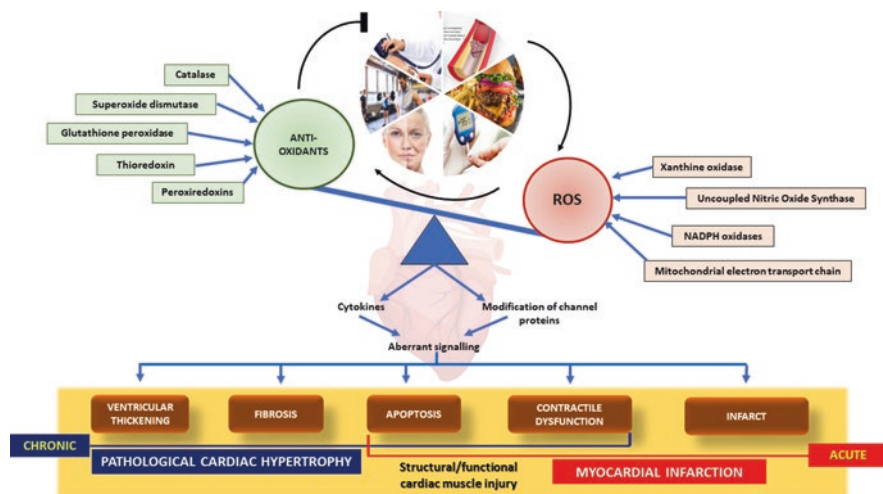 Catalase
Superoxide dismutase
Glutathione peroxidase
Thioredoxin
Peroxiredoxins
ANTI-
OXIDANTS
ROS
Xanthine oxidase
Uncoupled Nitric Oxide Synthase
NADPH oxidases
Mitochondrial electron transport chain
Cytokines
Modification of channel
proteins
Aberrant signalling
VENTRICULAR
THICKENING
FIBROSIS
APOPTOSIS
CONTRACTILE
DYSFUNCTION
INFARCT
CHRONIC
ACUTE
PATHOLOGICAL CARDIAC HYPERTROPHY
Structural/functional
cardiac muscle injury
MYOCARDIAL INFARCTION